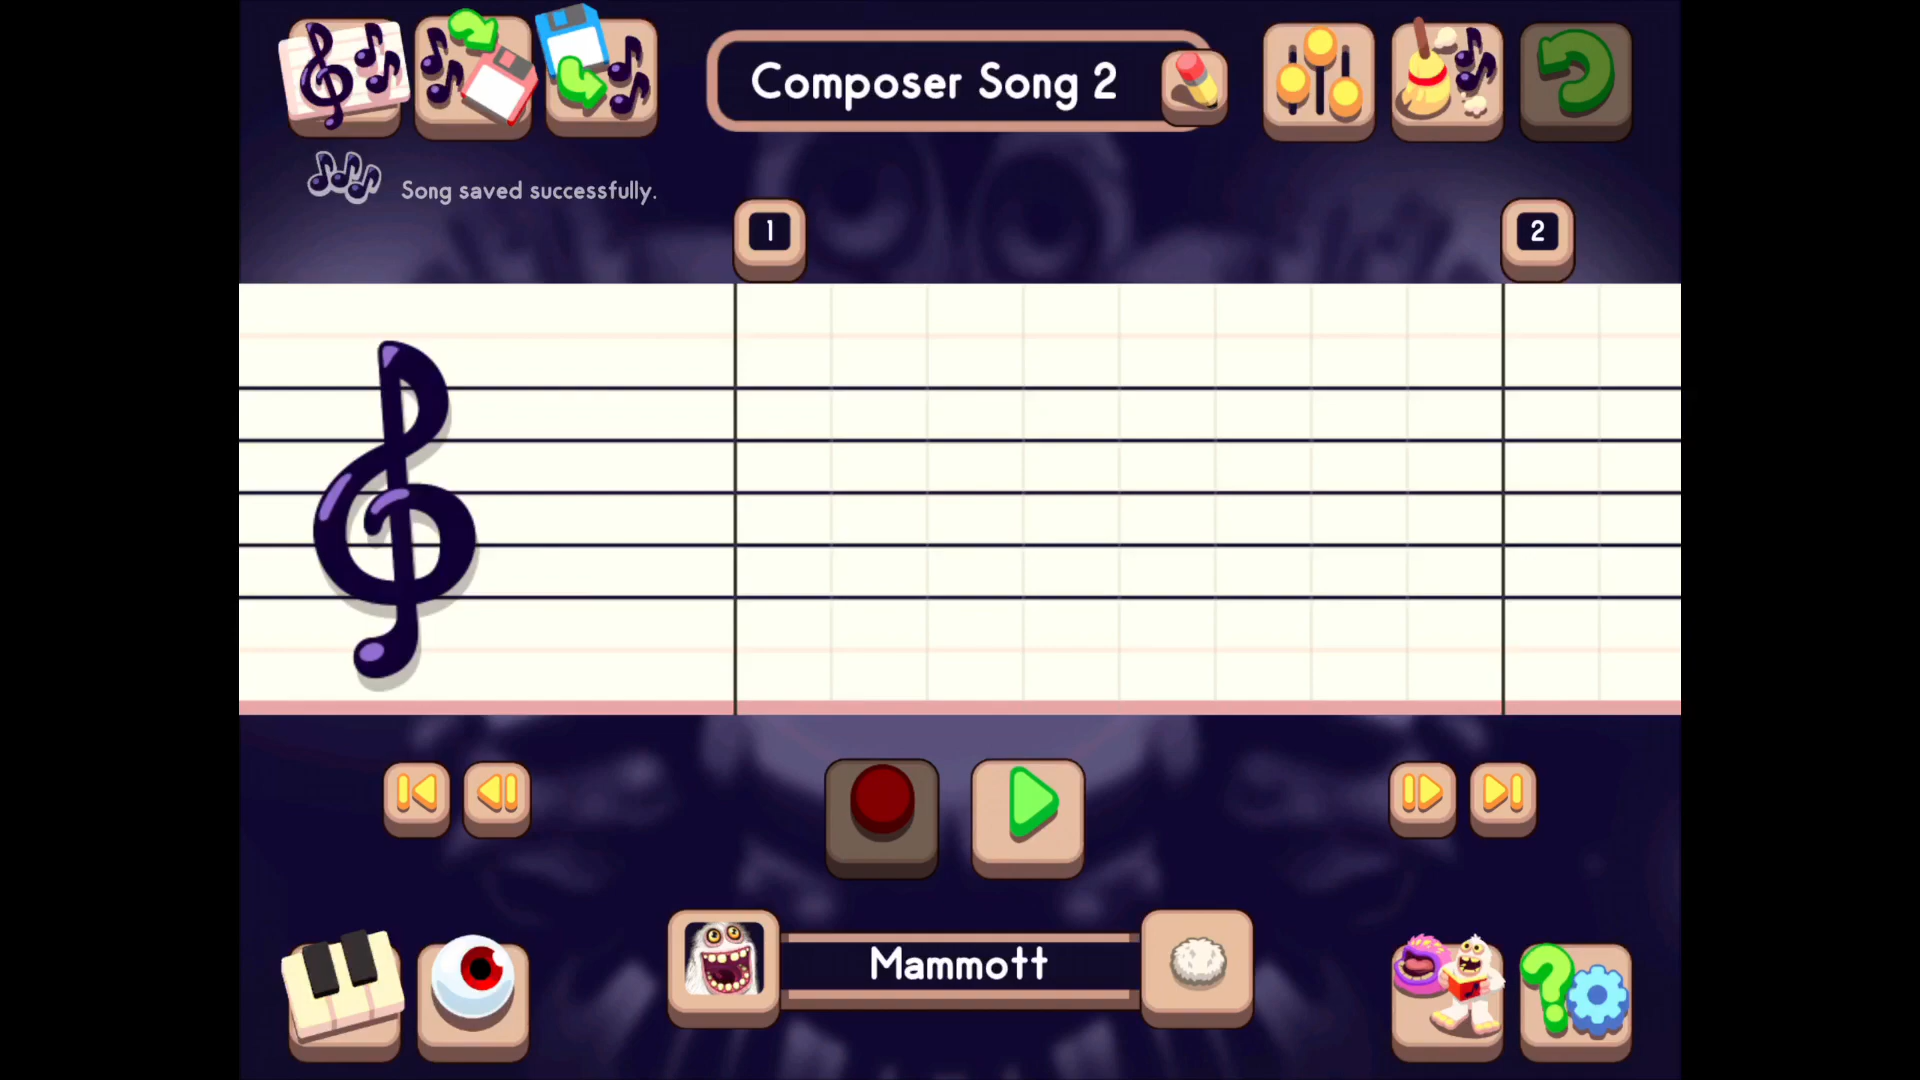 Composer Song 2
Song saved successfully.
1
2
Mammott